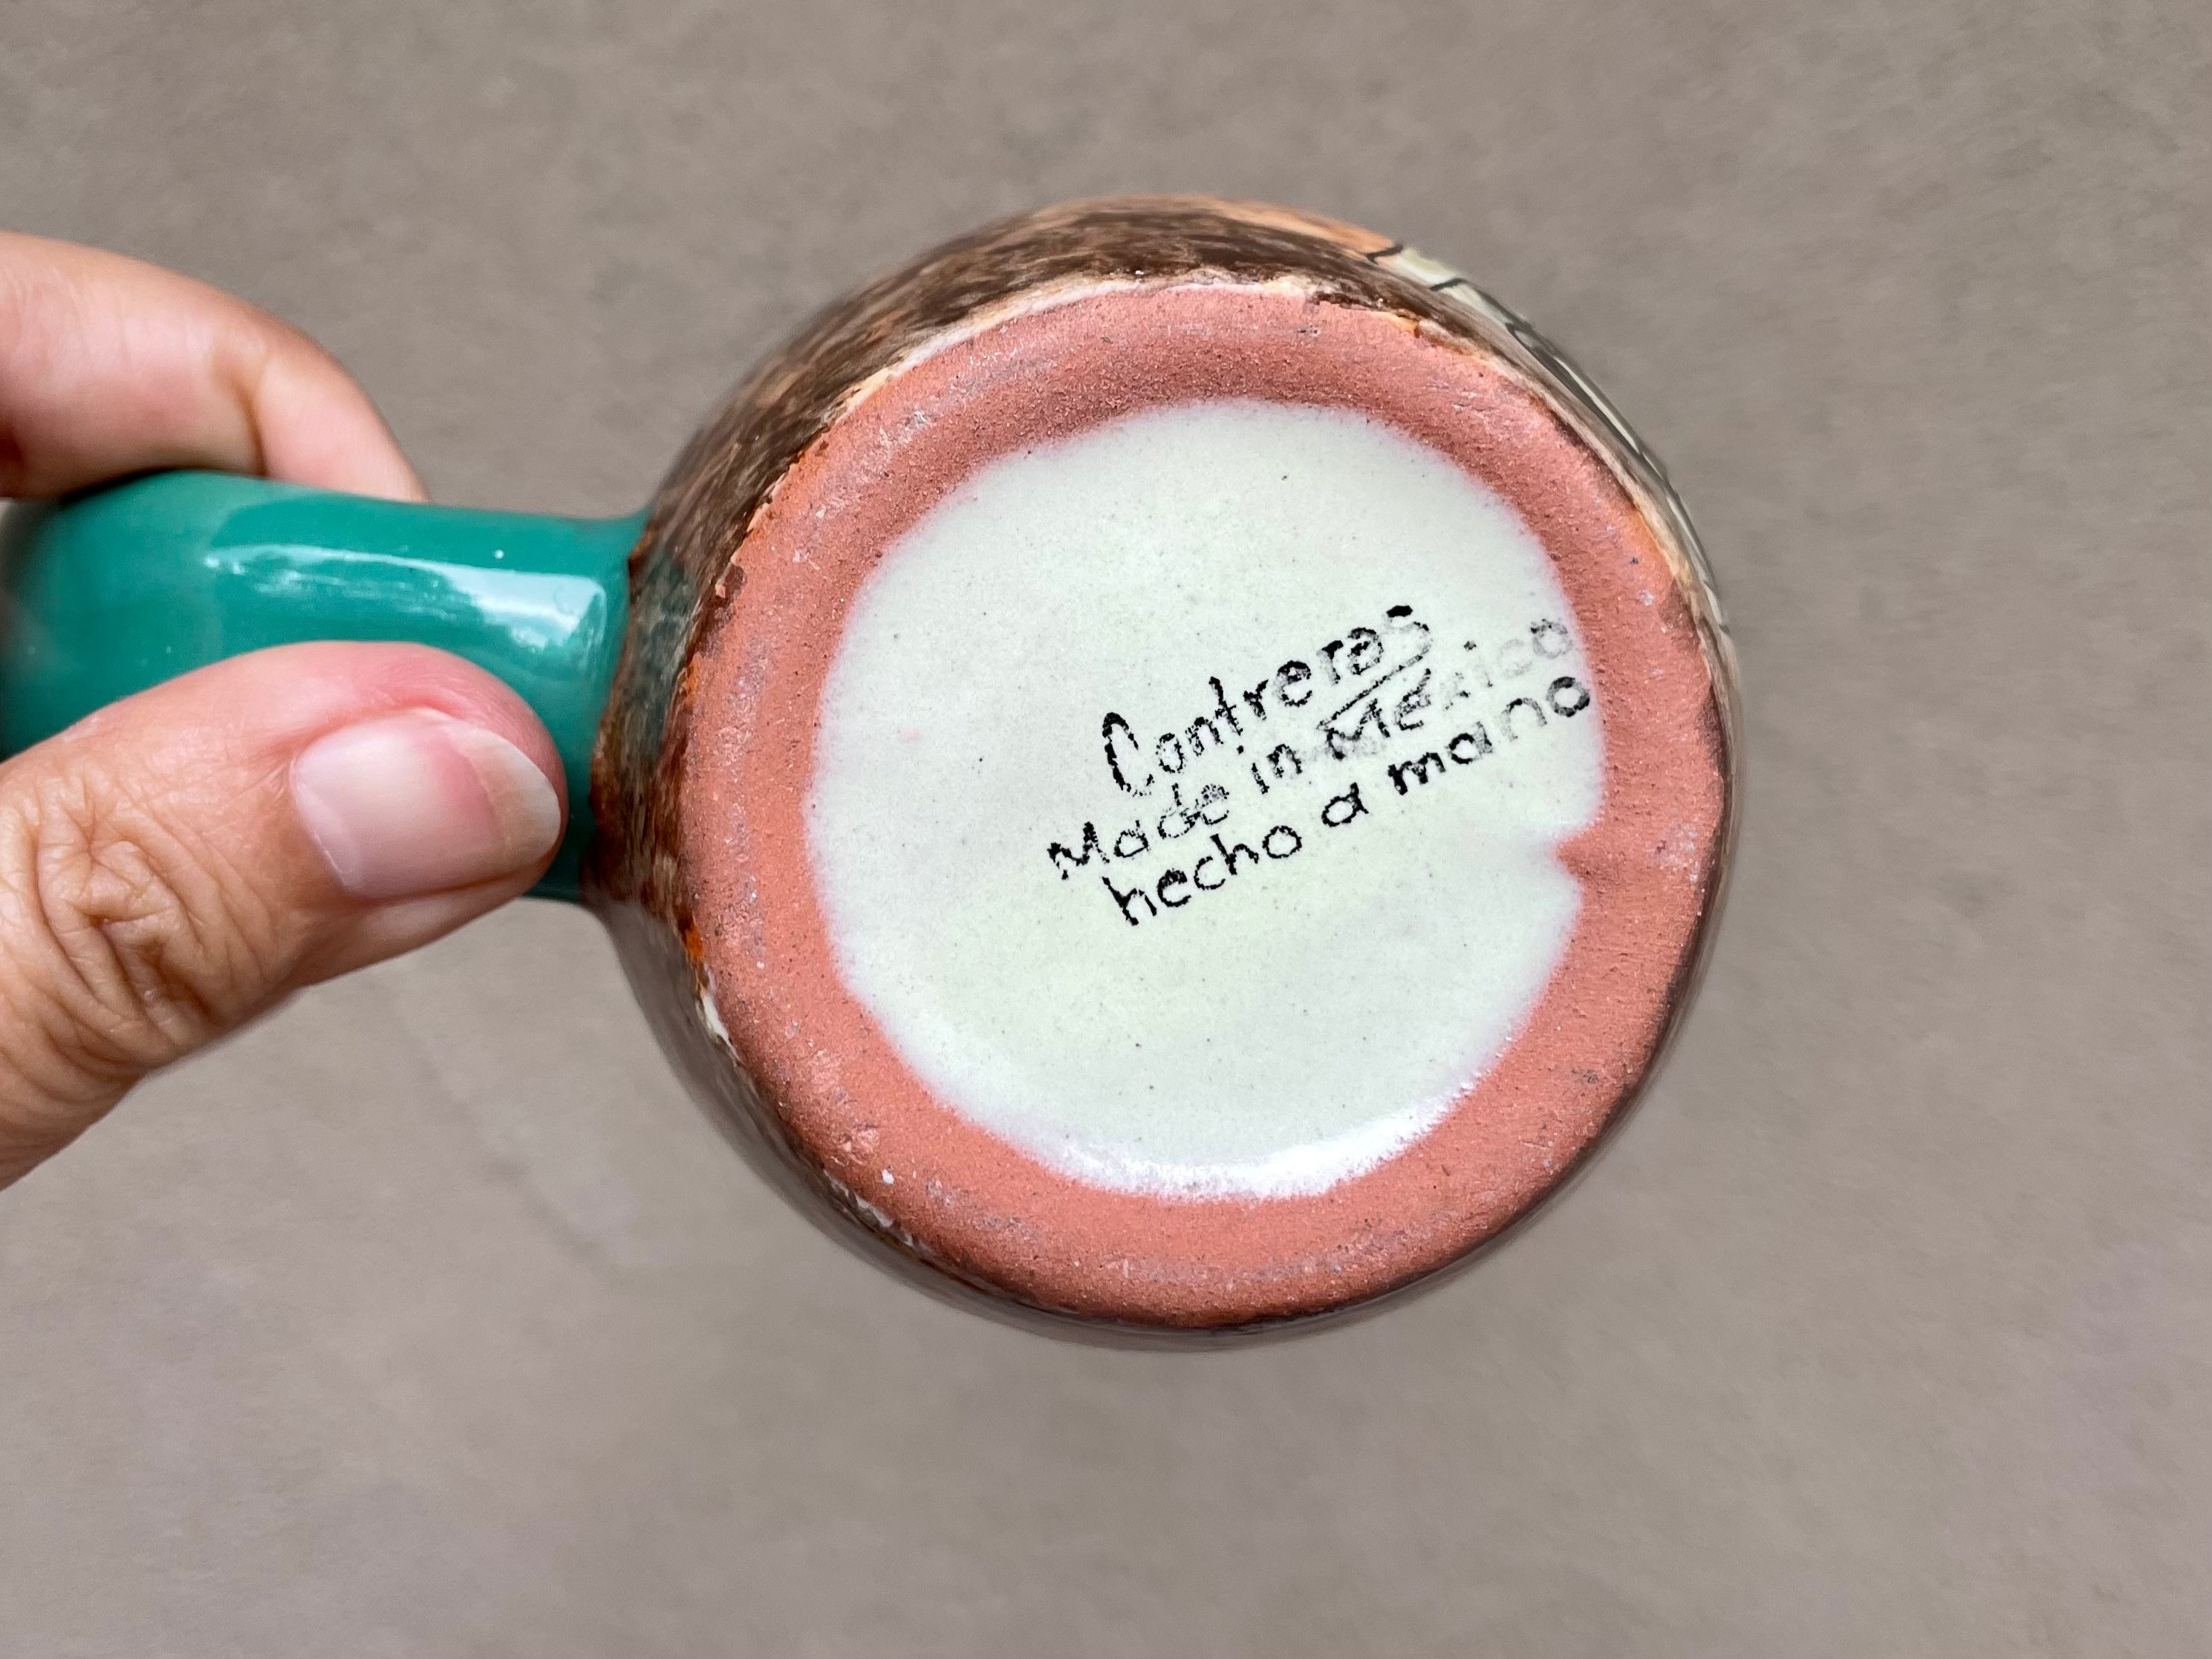 Contreras
Made in México
hecho a mano